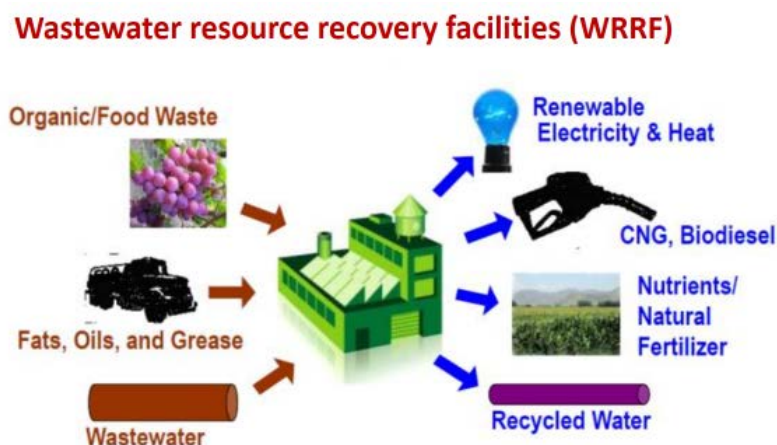 Wastewater resource recovery facilities (WRRF)
Organic/Food Waste
Fats, Oils, and Grease
Wastewater
Renewable
Electricity & Heat
CNG, Biodiesel
Nutrients/
Natural
Fertilizer
Recycled Water